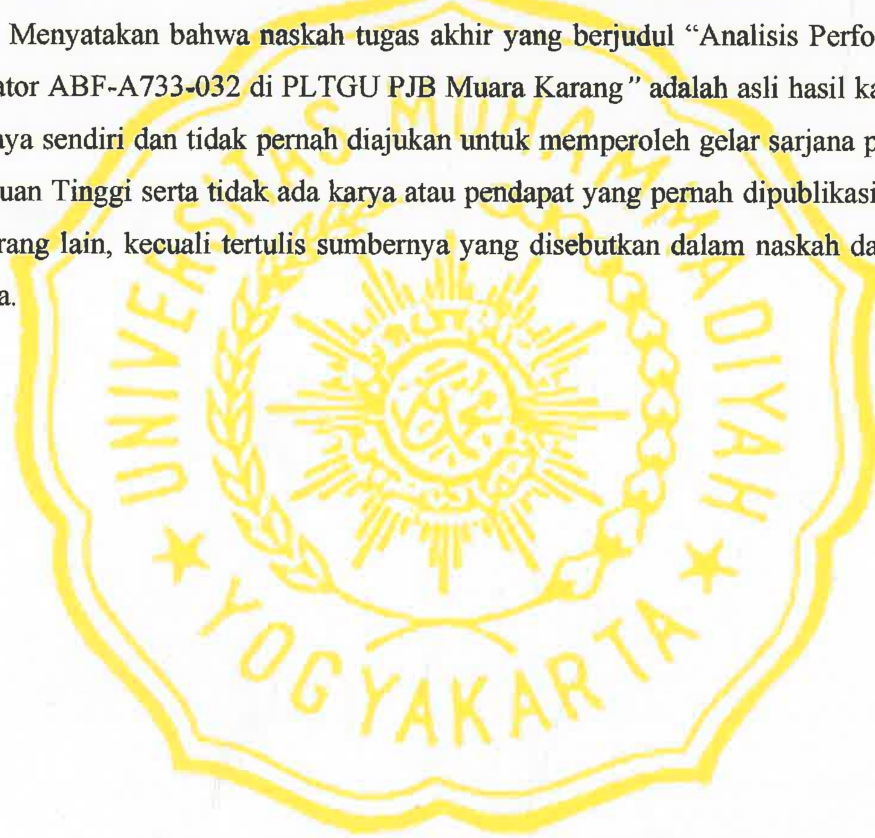 Menyatakan bahwa naskah tugas akhir yang berjudul “Analisis Perfo
ator ABF-A733-032 di PLTGU PJB Muara Karang” adalah asli hasil ka
ya sendiri dan tidak pernah diajukan untuk memperoleh gelar sarjana p
uan Tinggi serta tidak ada karya atau pendapat yang pernah dipublikasi
rang lain, kecuali tertulis sumbernya yang disebutkan dalam naskah da
a.
UNIVERSITAS MUHAMMADIYAH
★ YOGYAKARTA ★